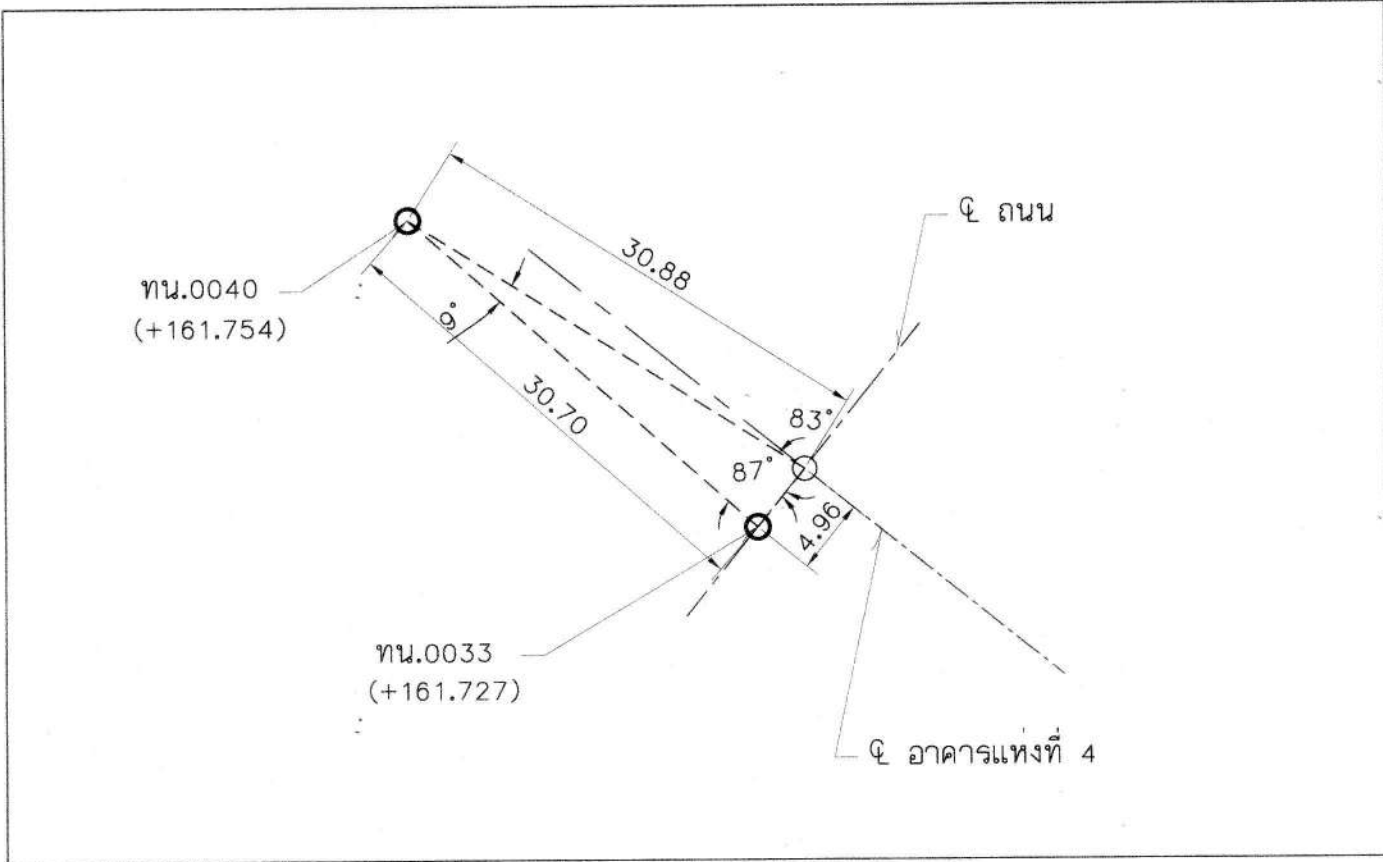 30.88
℄ ถนน
ทน.0040
(+161.754)
9°
30.70
83°
87°
4.96
ทน.0033
(+161.727)
℄ อาคารแห่งที่ 4